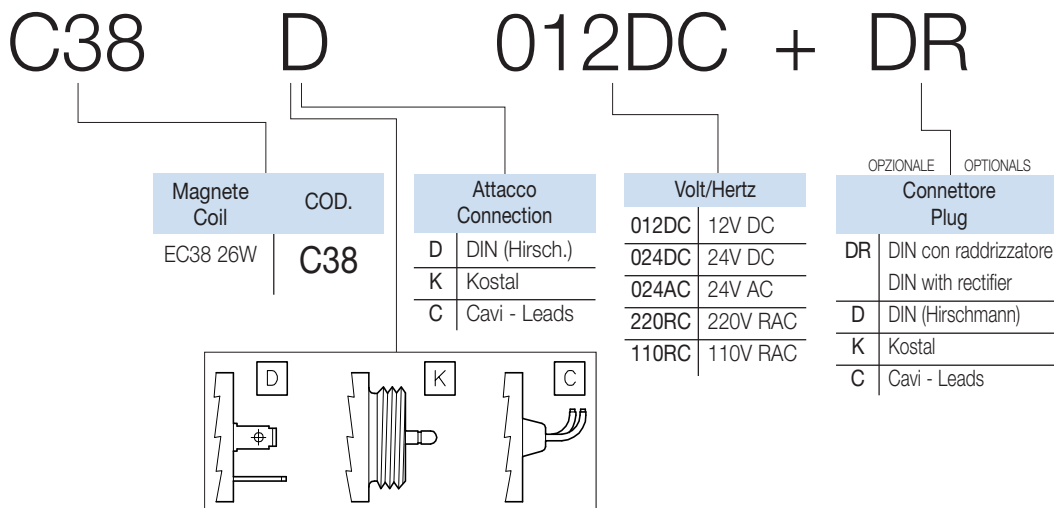 C38 D 012DC + DR
OPZIONALE OPTIONALS
Magnete
Coil
COD.
EC38 26W
C38
Attacco
Connection
D DIN (Hirsch.)
K Kostal
C Cavi - Leads
Volt/Hertz
012DC 12V DC
024DC 24V DC
024AC 24V AC
220RC 220V RAC
110RC 110V RAC
Connettore
Plug
DR DIN con raddrizzatore
DIN with rectifier
D DIN (Hirschmann)
K Kostal
C Cavi - Leads
D K C